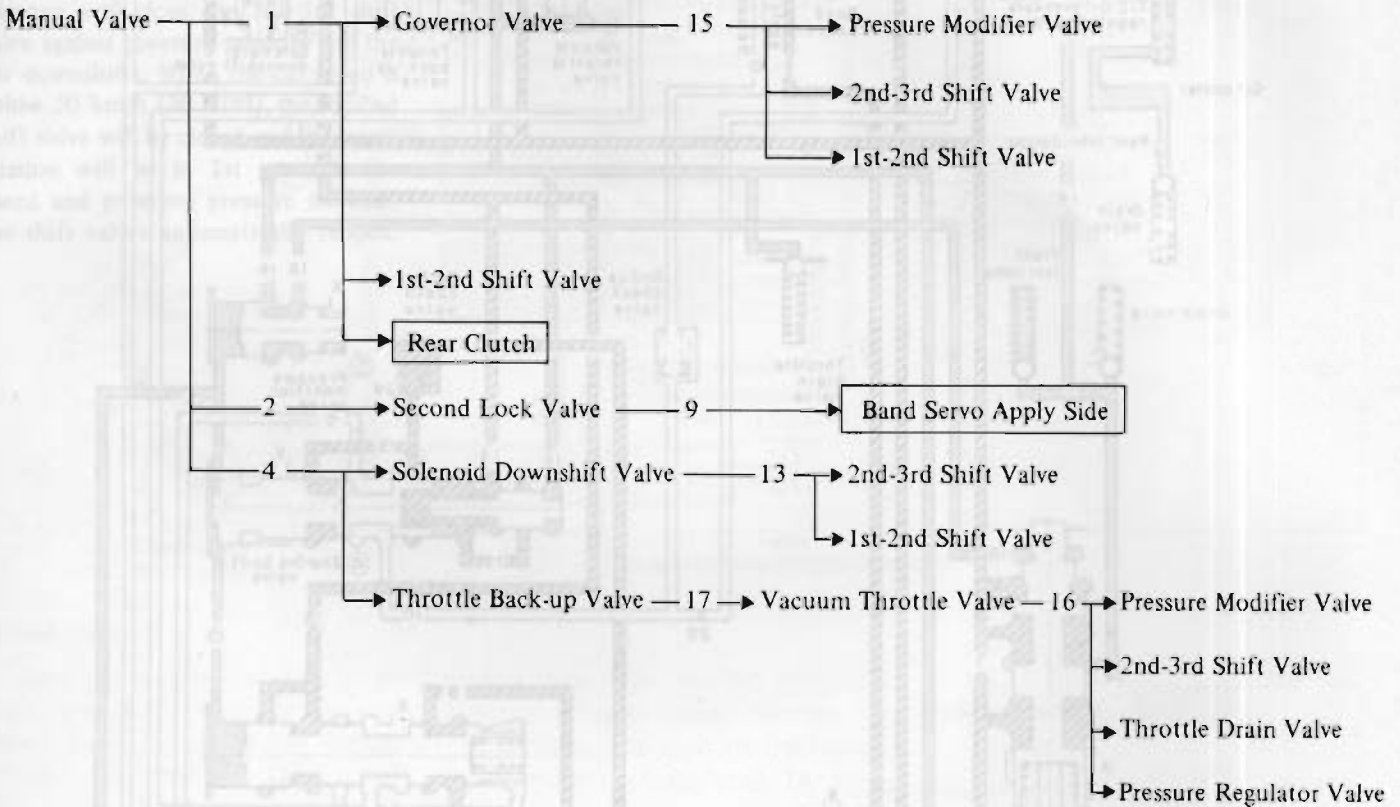 Manual Valve 1 Governor Valve 15 Pressure Modifier Valve
2nd-3rd Shift Valve
1st-2nd Shift Valve
1st-2nd Shift Valve
Rear Clutch
2 Second Lock Valve 9 Band Servo Apply Side
4 Solenoid Downshift Valve 13 2nd-3rd Shift Valve
1st-2nd Shift Valve
Throttle Back-up Valve 17 Vacuum Throttle Valve 16 Pressure Modifier Valve
2nd-3rd Shift Valve
Throttle Drain Valve
Pressure Regulator Valve